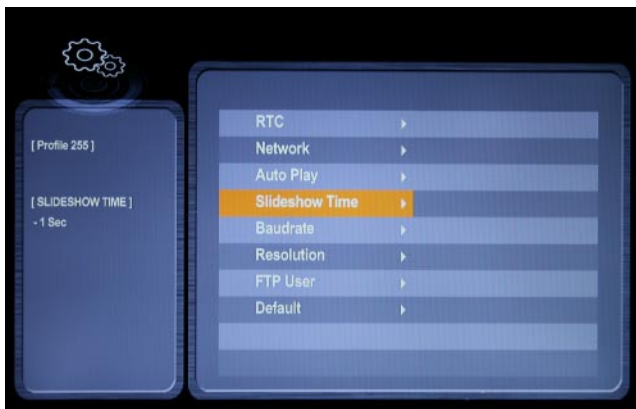 [ Profile 255 ]
[ SLIDESHOW TIME ]
- 1 Sec
RTC
Network
Auto Play
Slideshow Time
Baudrate
Resolution
FTP User
Default